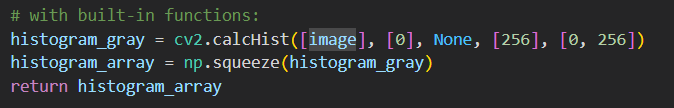 # with built-in functions:
histogram_gray = cv2.calcHist([image], [0], None, [256], [0, 256])
histogram_array = np.squeeze(histogram_gray)
return histogram_array